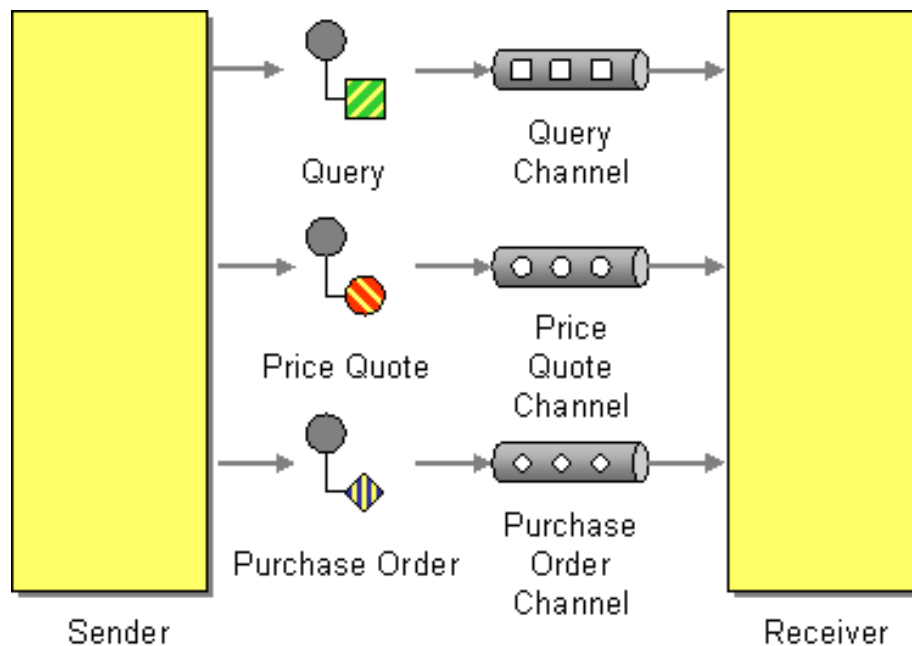 Query
Query
Channel
Price Quote
Price
Quote
Channel
Purchase Order
Purchase
Order
Channel
Sender
Receiver